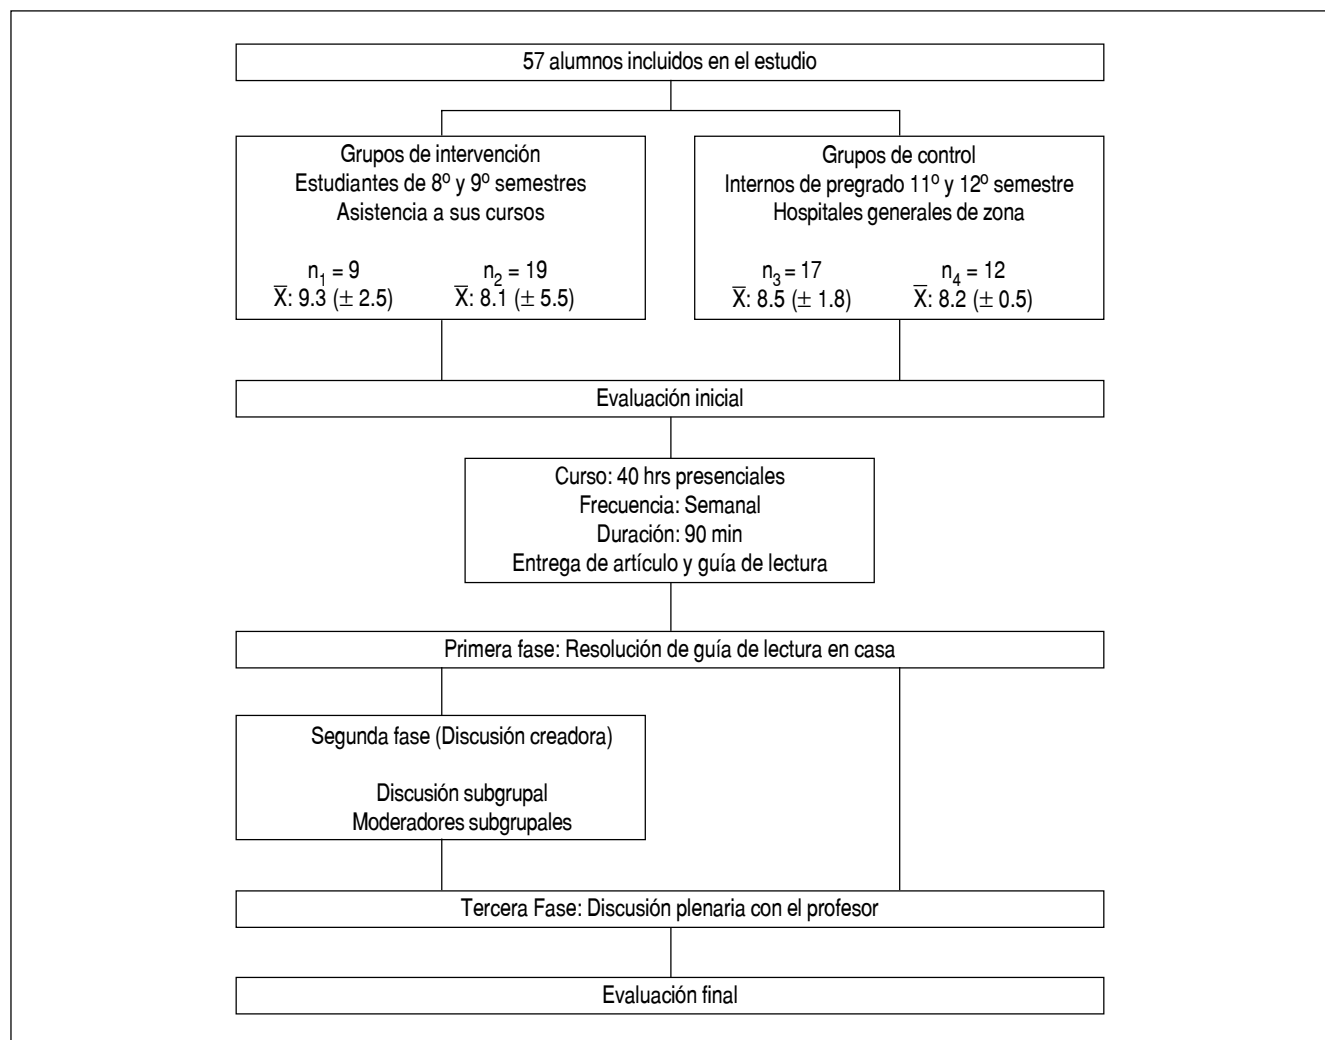 57 alumnos incluidos en el estudio
Grupos de intervención
Estudiantes de 8º y 9º semestres
Asistencia a sus cursos
n₁ = 9 n₂ = 19
X̅: 9.3 (± 2.5) X̅: 8.1 (± 5.5)
Grupos de control
Internos de pregrado 11º y 12º semestre
Hospitales generales de zona
n₃ = 17 n₄ = 12
X̅: 8.5 (± 1.8) X̅: 8.2 (± 0.5)
Evaluación inicial
Curso: 40 hrs presenciales
Frecuencia: Semanal
Duración: 90 min
Entrega de artículo y guía de lectura
Primera fase: Resolución de guía de lectura en casa
Segunda fase (Discusión creadora)
Discusión subgrupal
Moderadores subgrupales
Tercera Fase: Discusión plenaria con el profesor
Evaluación final